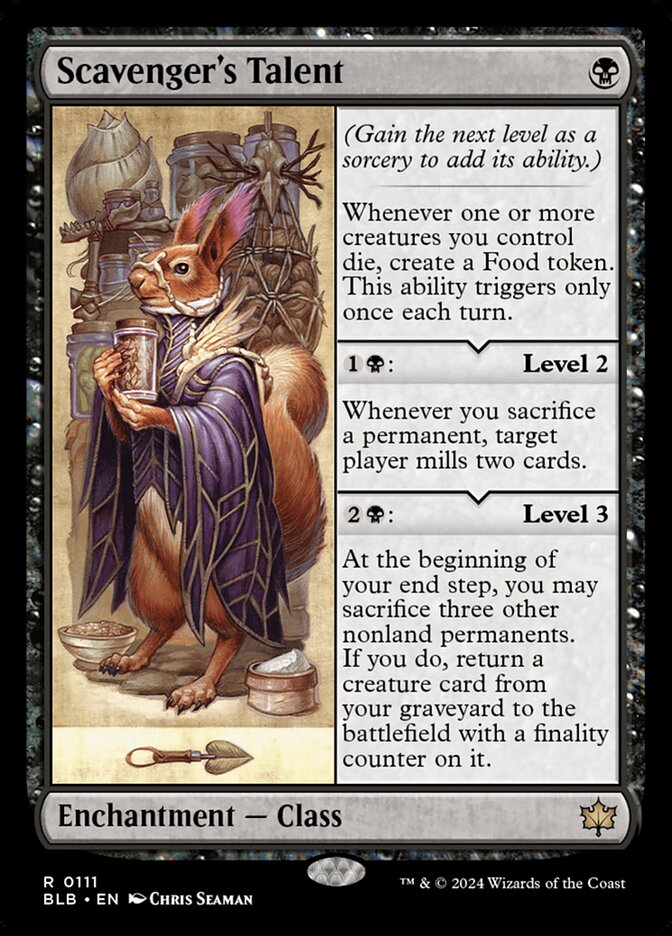 Scavenger's Talent
(Gain the next level as a
sorcery to add its ability.)
Whenever one or more
creatures you control
die, create a Food token.
This ability triggers only
once each turn.
1 : Level 2
Whenever you sacrifice
a permanent, target
player mills two cards.
2 : Level 3
At the beginning of
your end step, you may
sacrifice three other
nonland permanents.
If you do, return a
creature card from
your graveyard to the
battlefield with a finality
counter on it.
Enchantment — Class
R 0111
BLB • EN Chris Seaman
™ & © 2024 Wizards of the Coast